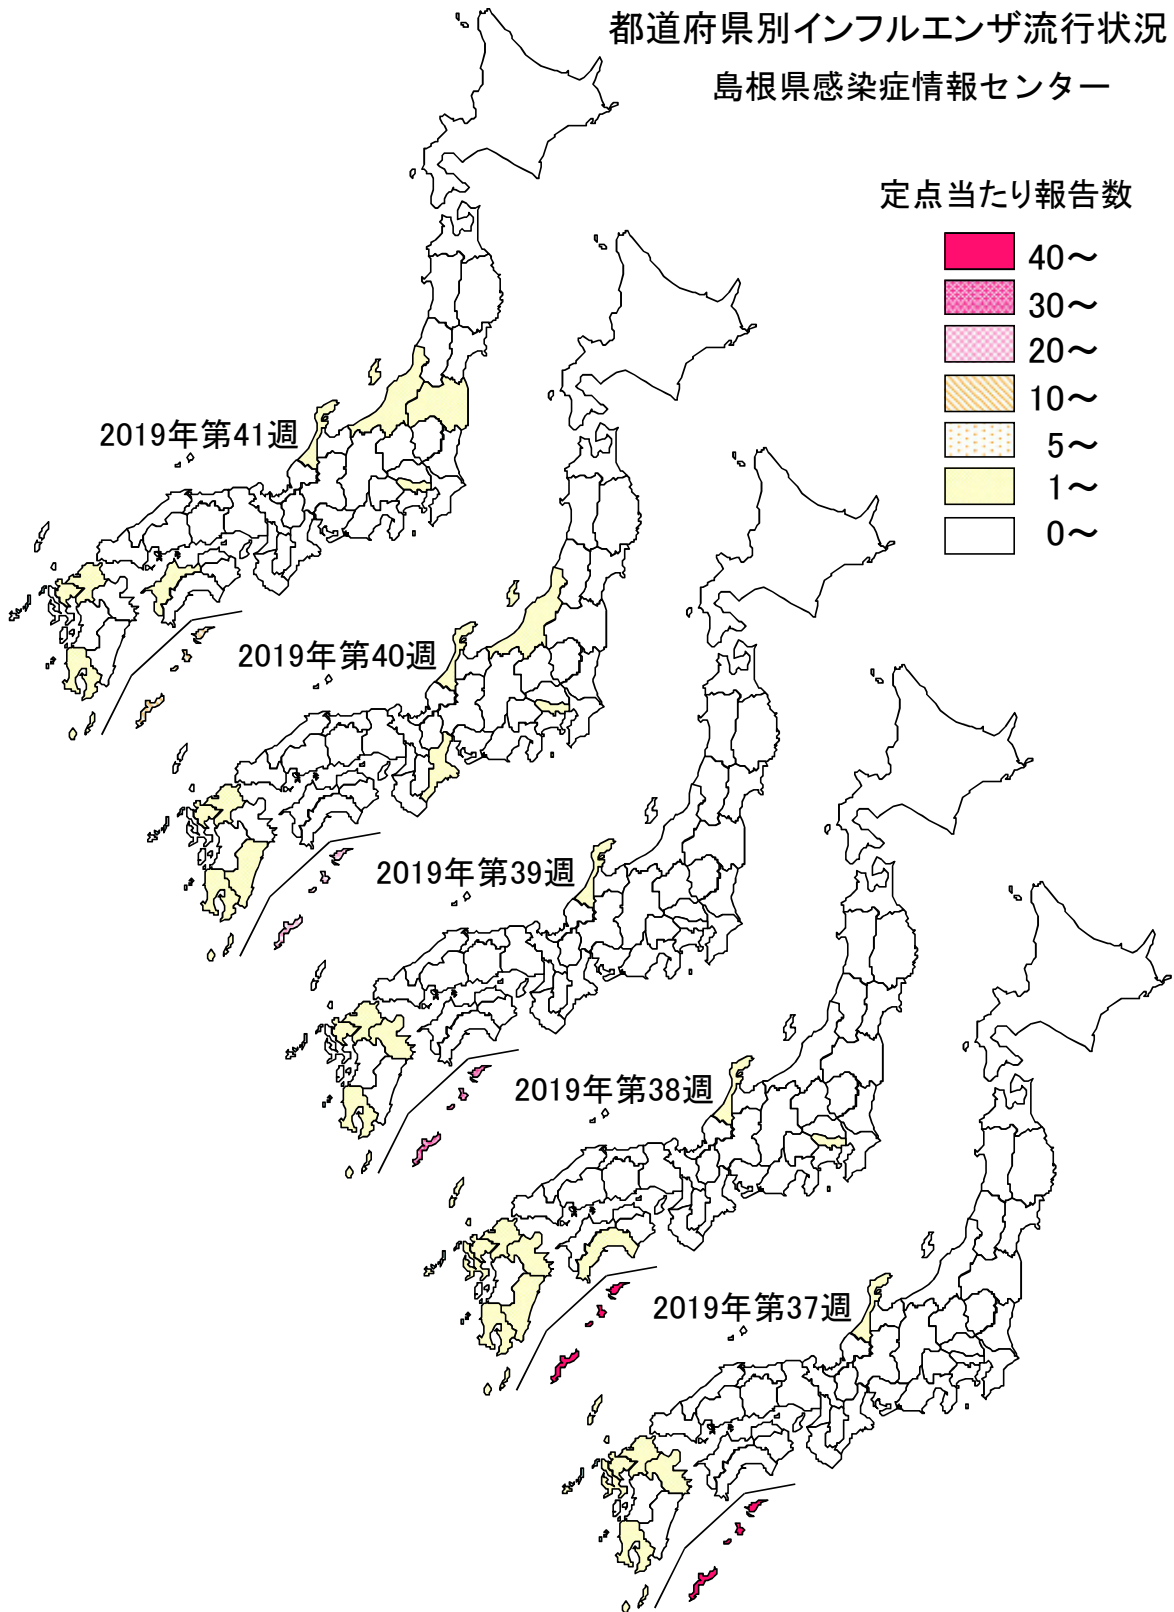 都道府県別インフルエンザ流行状況
島根県感染症情報センター
定点当たり報告数
40～
30～
20～
10～
5～
1～
0～
2019年第41週
2019年第40週
2019年第39週
2019年第38週
2019年第37週